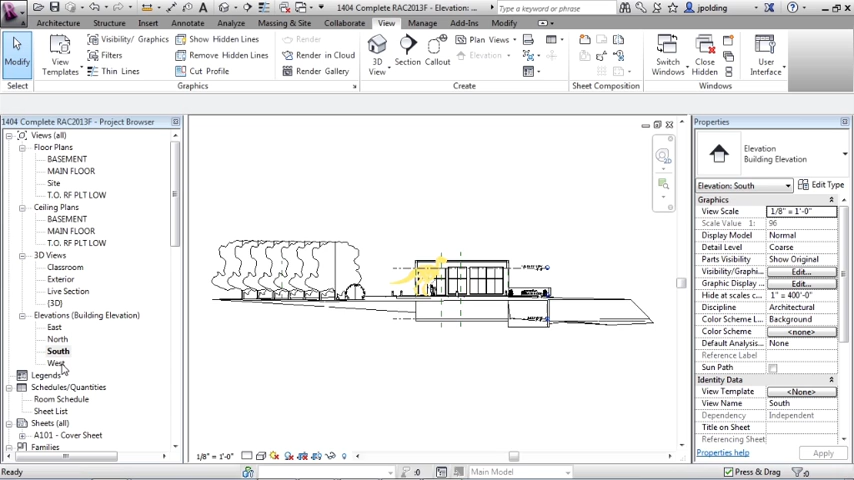 1404 Complete RAC2013F - Elevation: So...
jpolding
Architecture Structure Insert Annotate Analyze Massing & Site Collaborate View Manage Add-Ins Modify
Modify
View Templates
Visibility/ Graphics
Filters
Thin Lines
Show Hidden Lines
Remove Hidden Lines
Cut Profile
Render
Render in Cloud
Render Gallery
3D View
Section
Callout
Plan Views
Elevation
Switch Windows
Close Hidden
User Interface
Select Graphics Create Sheet Composition Windows
1404 Complete RAC2013F - Project Browser
Views (all)
Floor Plans
BASEMENT
MAIN FLOOR
Site
T.O. RF PLT LOW
Ceiling Plans
BASEMENT
MAIN FLOOR
T.O. RF PLT LOW
3D Views
Classroom
Exterior
Live Section
{3D}
Elevations (Building Elevation)
East
North
South
West
Legends
Schedules/Quantities
Room Schedule
Sheet List
Sheets (all)
A101 - Cover Sheet
Families
Properties
Elevation
Building Elevation
Elevation: South
Edit Type
Graphics
View Scale 1/8" = 1'-0"
Scale Value 1: 96
Display Model Normal
Detail Level Coarse
Parts Visibility Show Original
Visibility/Graphi... Edit...
Graphic Display ... Edit...
Hide at scales c... 1" = 400'-0"
Discipline Architectural
Color Scheme L... Background
Color Scheme <none>
Default Analysis... None
Reference Label
Sun Path
Identity Data
View Template <None>
View Name South
Dependency Independent
Title on Sheet
Referencing Sheet
Properties help
Apply
1/8" = 1'-0"
Ready
:0
Main Model
Press & Drag
:0